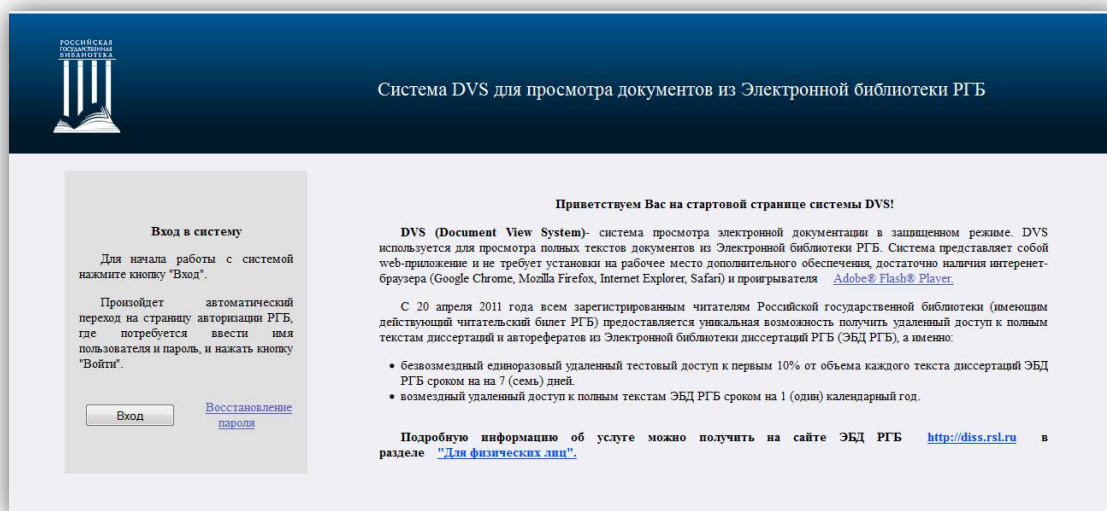 РОССИЙСКАЯ
ГОСУДАРСТВЕННАЯ
БИБЛИОТЕКА
Система DVS для просмотра документов из Электронной библиотеки РГБ
Вход в систему
Для начала работы с системой
нажмите кнопку "Вход".
Произойдет автоматический
переход на страницу авторизации РГБ,
где потребуется ввести имя
пользователя и пароль, и нажать кнопку
"Войти".
Вход
Восстановление
пароля
Приветствуем Вас на стартовой странице системы DVS!
DVS (Document View System)- система просмотра электронной документации в защищенном режиме. DVS
используется для просмотра полных текстов документов из Электронной библиотеки РГБ. Система представляет собой
web-приложение и не требует установки на рабочее место дополнительного обеспечения, достаточно наличия интеренет-
браузера (Google Chrome, Mozilla Firefox, Internet Explorer, Safari) и проигрывателя Adobe® Flash® Player.
С 20 апреля 2011 года всем зарегистрированным читателям Российской государственной библиотеки (имеющим
действующий читательский билет РГБ) предоставляется уникальная возможность получить удаленный доступ к полным
текстам диссертаций и авторефератов из Электронной библиотеки диссертаций РГБ (ЭБД РГБ), а именно:
• безвозмездный единоразовый удаленный тестовый доступ к первым 10% от объема каждого текста диссертаций ЭБД
РГБ сроком на на 7 (семь) дней.
• возмездный удаленный доступ к полным текстам ЭБД РГБ сроком на 1 (один) календарный год.
Подробную информацию об услуге можно получить на сайте ЭБД РГБ http://diss.rsl.ru в
разделе "Для физических лиц".